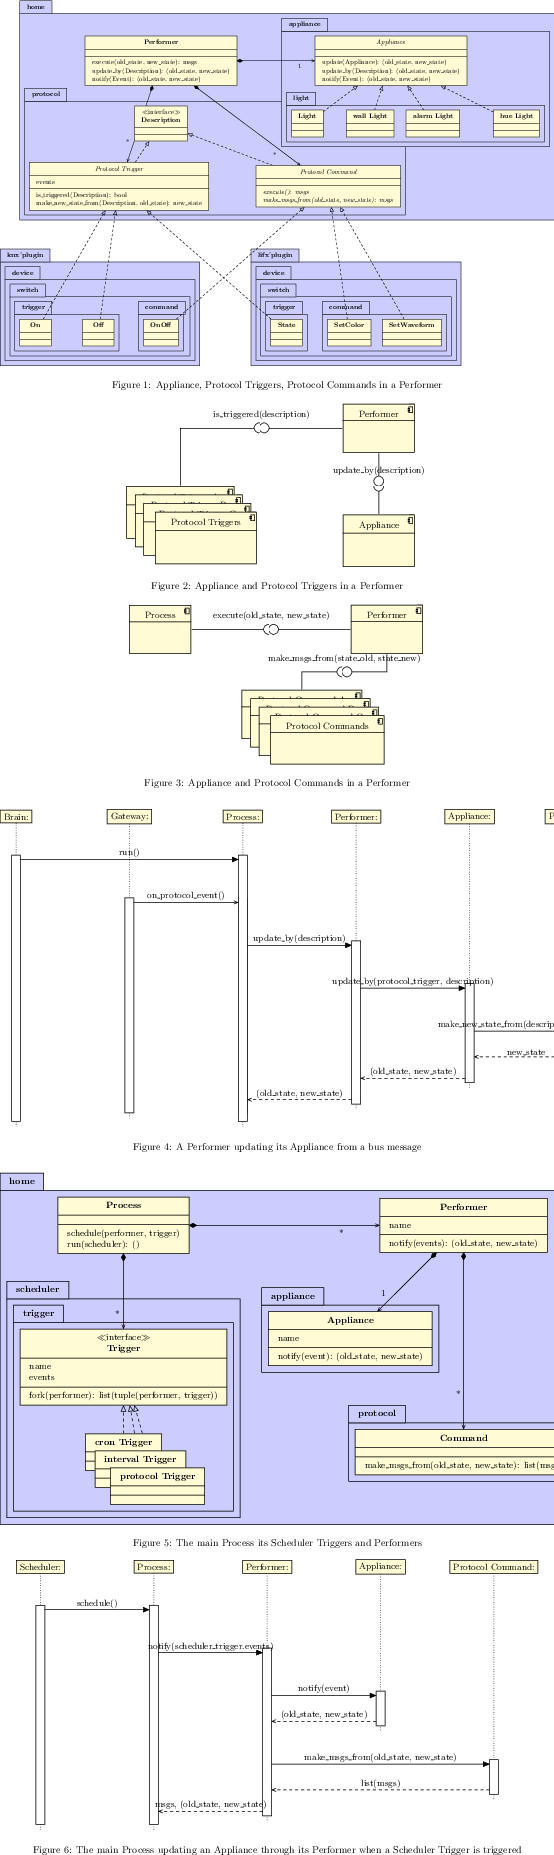 home
appliance
Performer
execute(old_state, new_state): msgs
update_by(Description): (old_state, new_state)
notify(Event): (old_state, new_state)
1
Appliance
update(Appliance): (old_state, new_state)
update_by(Description): (old_state, new_state)
notify(Event): (old_state, new_state)
protocol
light
≪interface≫
Description
Light
wall Light
alarm Light
hue Light
*
*
Protocol Trigger
events
is_triggered(Description): bool
make_new_state_from(Description, old_state): new_state
Protocol Command
execute(): msgs
make_msgs_from(old_state, new_state): msgs
knx˙plugin
device
switch
trigger
command
On
Off
OnOff
lifx˙plugin
device
switch
trigger
command
State
SetColor
SetWaveform
Figure 1: Appliance, Protocol Triggers, Protocol Commands in a Performer
is_triggered(description)
Performer
update_by(description)
Protocol Triggers
Appliance
Figure 2: Appliance and Protocol Triggers in a Performer
Process
execute(old_state, new_state)
Performer
make_msgs_from(state_old, state_new)
Protocol Commands
Figure 3: Appliance and Protocol Commands in a Performer
Brain:
Gateway:
Process:
Performer:
Appliance:
P
run()
on_protocol_event()
update_by(description)
update_by(protocol_trigger, description)
make_new_state_from(descrip
new_state
(old_state, new_state)
(old_state, new_state)
Figure 4: A Performer updating its Appliance from a bus message
home
Process
schedule(performer, trigger)
run(scheduler): ()
*
Performer
name
notify(events): (old_state, new_state)
scheduler
*
trigger
≪interface≫
Trigger
name
events
fork(performer): list(tuple(performer, trigger))
cron Trigger
interval Trigger
protocol Trigger
1
appliance
Appliance
name
notify(event): (old_state, new_state)
*
protocol
Command
make_msgs_from(old_state, new_state): list(msg
Figure 5: The main Process its Scheduler Triggers and Performers
Scheduler:
Process:
Performer:
Appliance:
Protocol Command:
schedule()
notify(scheduler_trigger.events)
notify(event)
(old_state, new_state)
make_msgs_from(old_state, new_state)
list(msgs)
msgs, (old_state, new_state)
Figure 6: The main Process updating an Appliance through its Performer when a Scheduler Trigger is triggered